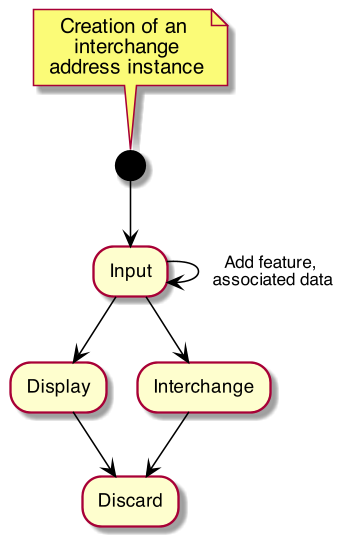 Creation of an
interchange
address instance
Input
Add feature,
associated data
Display
Interchange
Discard